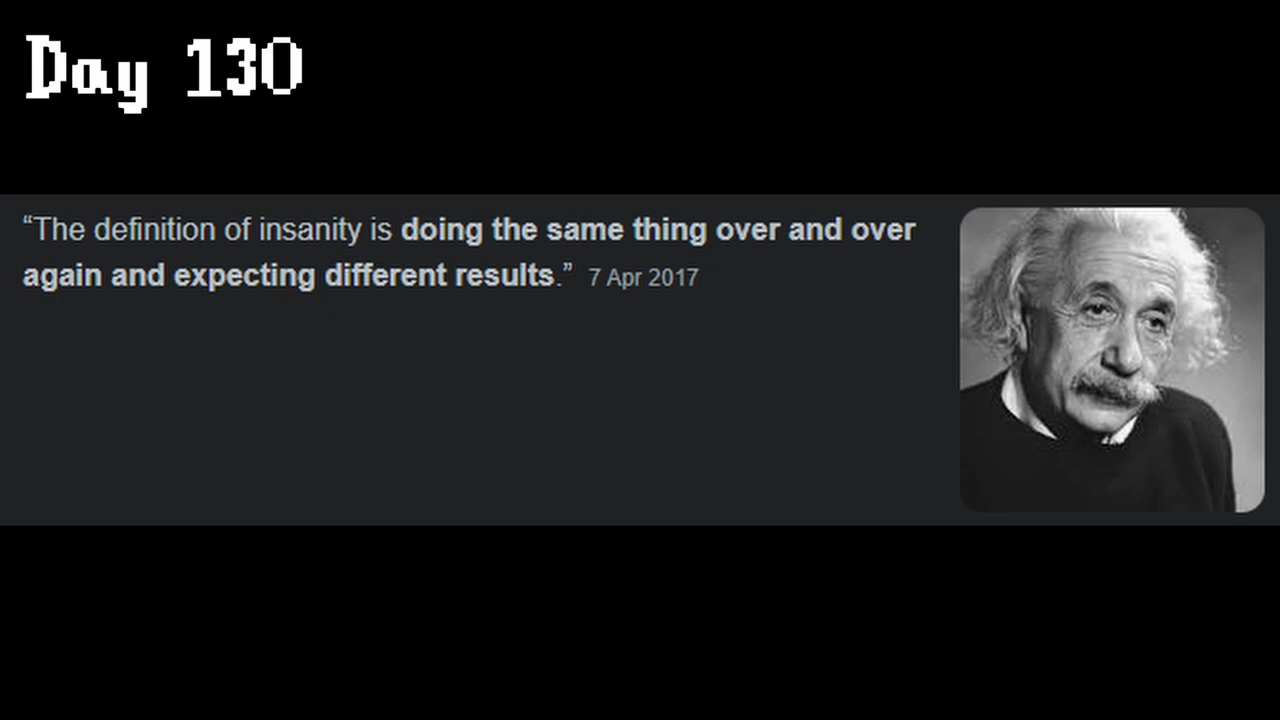 Day 130
“The definition of insanity is doing the same thing over and over
again and expecting different results.” 7 Apr 2017